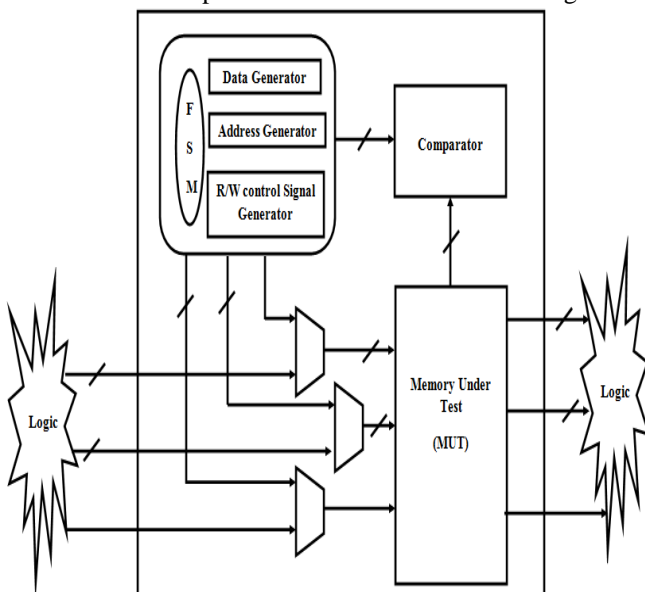 Data Generator
F
S
M
Address Generator
R/W control Signal
Generator
Comparator
Logic
Memory Under
Test
(MUT)
Logic